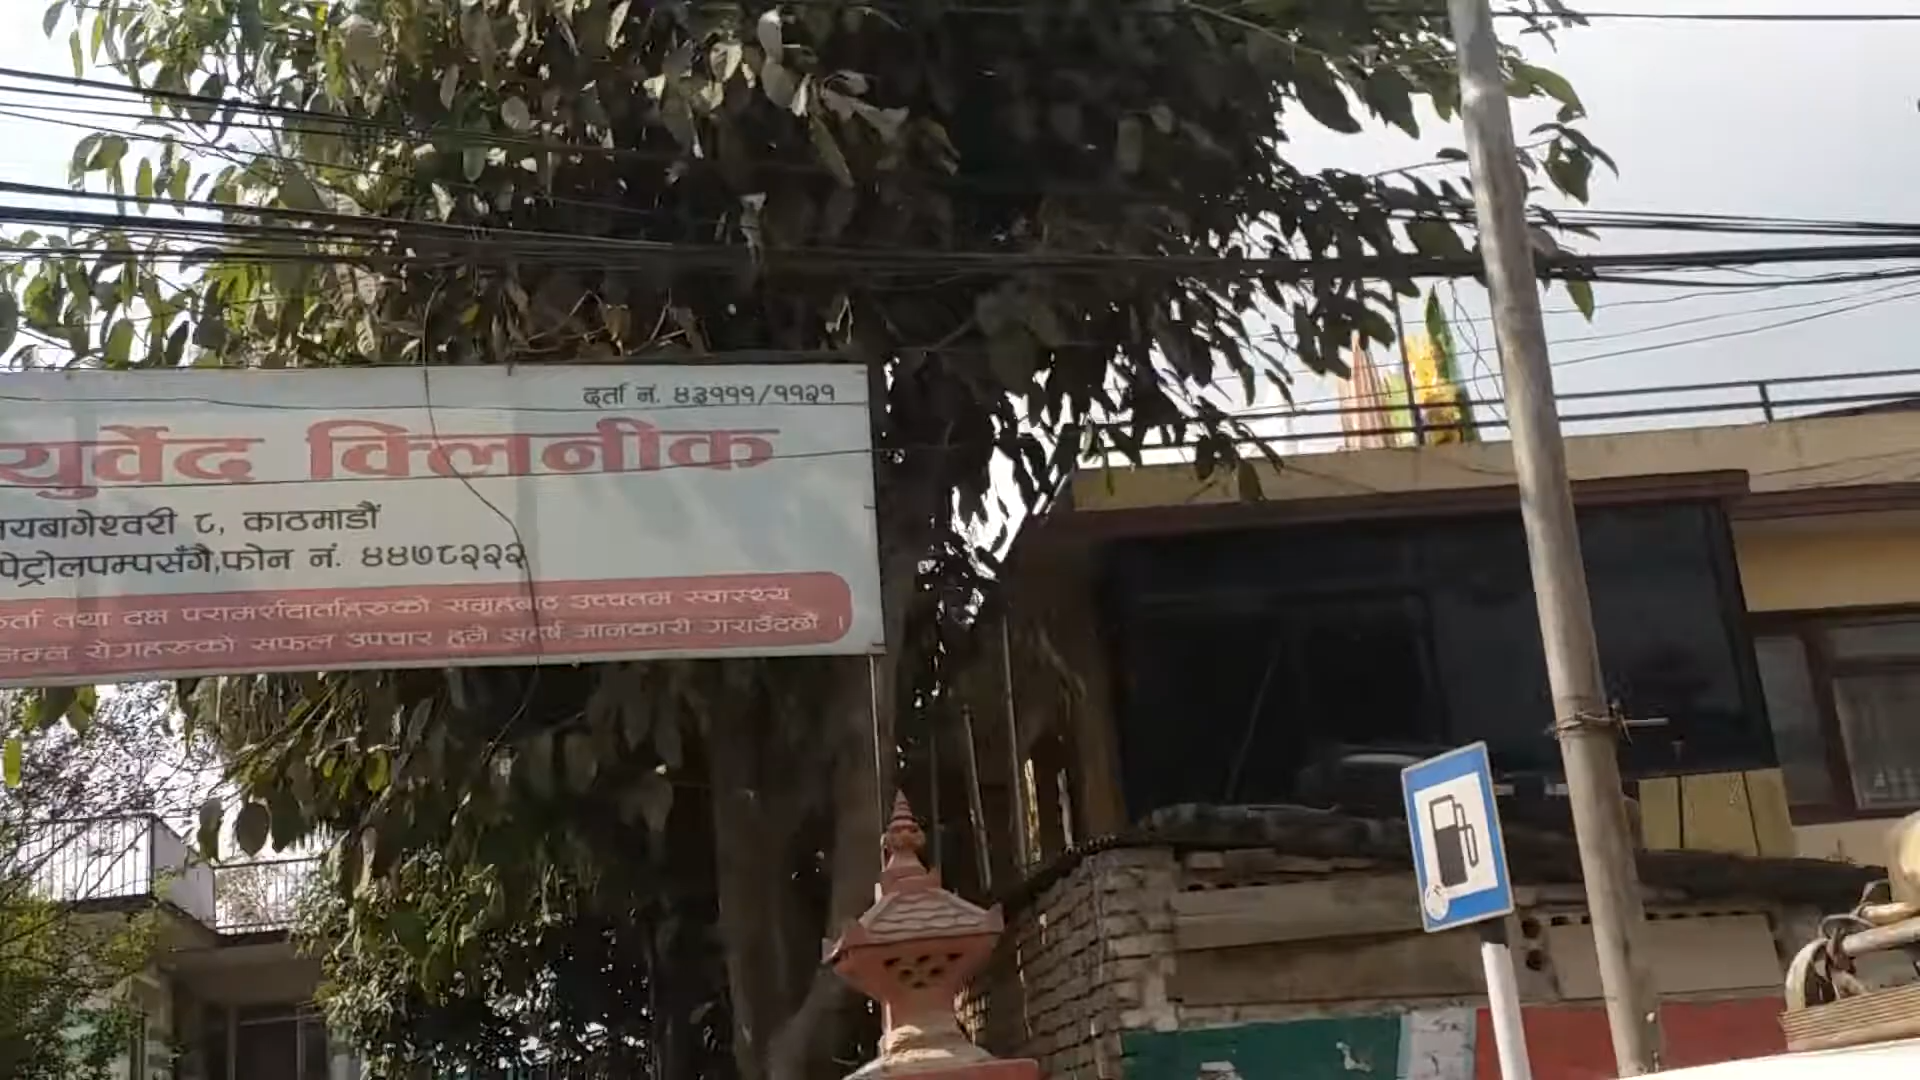 दर्ता नं. ४३१११/११२१
युर्वेद क्लिनीक
यबागेश्वरी ८, काठमाडौं
पेट्रोलपम्पसँगै,फोन नं. ४४७८२२२
र्ता तथा दक्ष परामर्शदाताहरुको समूहबाट उच्चतम स्वास्थ्य
निम्न रोगहरुको सफल उपचार हुने सहर्ष जानकारी गराउँदछौं ।